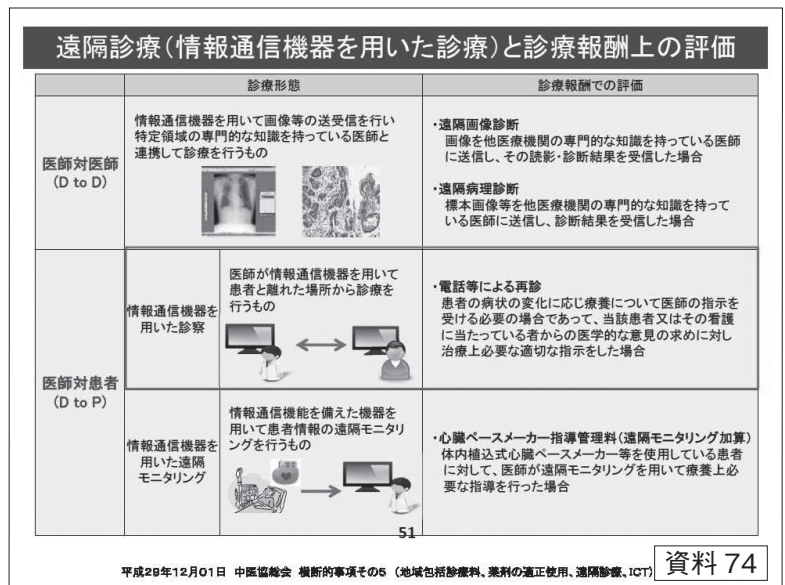 遠隔診療(情報通信機器を用いた診療)と診療報酬上の評価
診療形態
診療報酬での評価
医師対医師
(D to D)
情報通信機器を用いて画像等の送受信を行い
特定領域の専門的な知識を持っている医師と
連携して診療を行うもの
・遠隔画像診断
画像を他医療機関の専門的な知識を持っている医師
に送信し、その読影・診断結果を受信した場合
・遠隔病理診断
標本画像等を他医療機関の専門的な知識を持って
いる医師に送信し、診断結果を受信した場合
医師対患者
(D to P)
情報通信機器を
用いた診察
医師が情報通信機器を用いて
患者と離れた場所から診療を
行うもの
・電話等による再診
患者の病状の変化に応じ療養について医師の指示を
受ける必要の場合であって、当該患者又はその看護
に当たっている者からの医学的な意見の求めに対し
治療上必要な適切な指示をした場合
情報通信機器を
用いた遠隔
モニタリング
情報通信機能を備えた機器を
用いて患者情報の遠隔モニタリ
ングを行うもの
・心臓ペースメーカー指導管理料(遠隔モニタリング加算)
体内植込式心臓ペースメーカー等を使用している患者
に対して、医師が遠隔モニタリングを用いて療養上必
要な指導を行った場合
51
平成29年12月01日 中医協総会 横断的事項その5 (地域包括診療料、薬剤の適正使用、遠隔診療、ICT)
資料 74